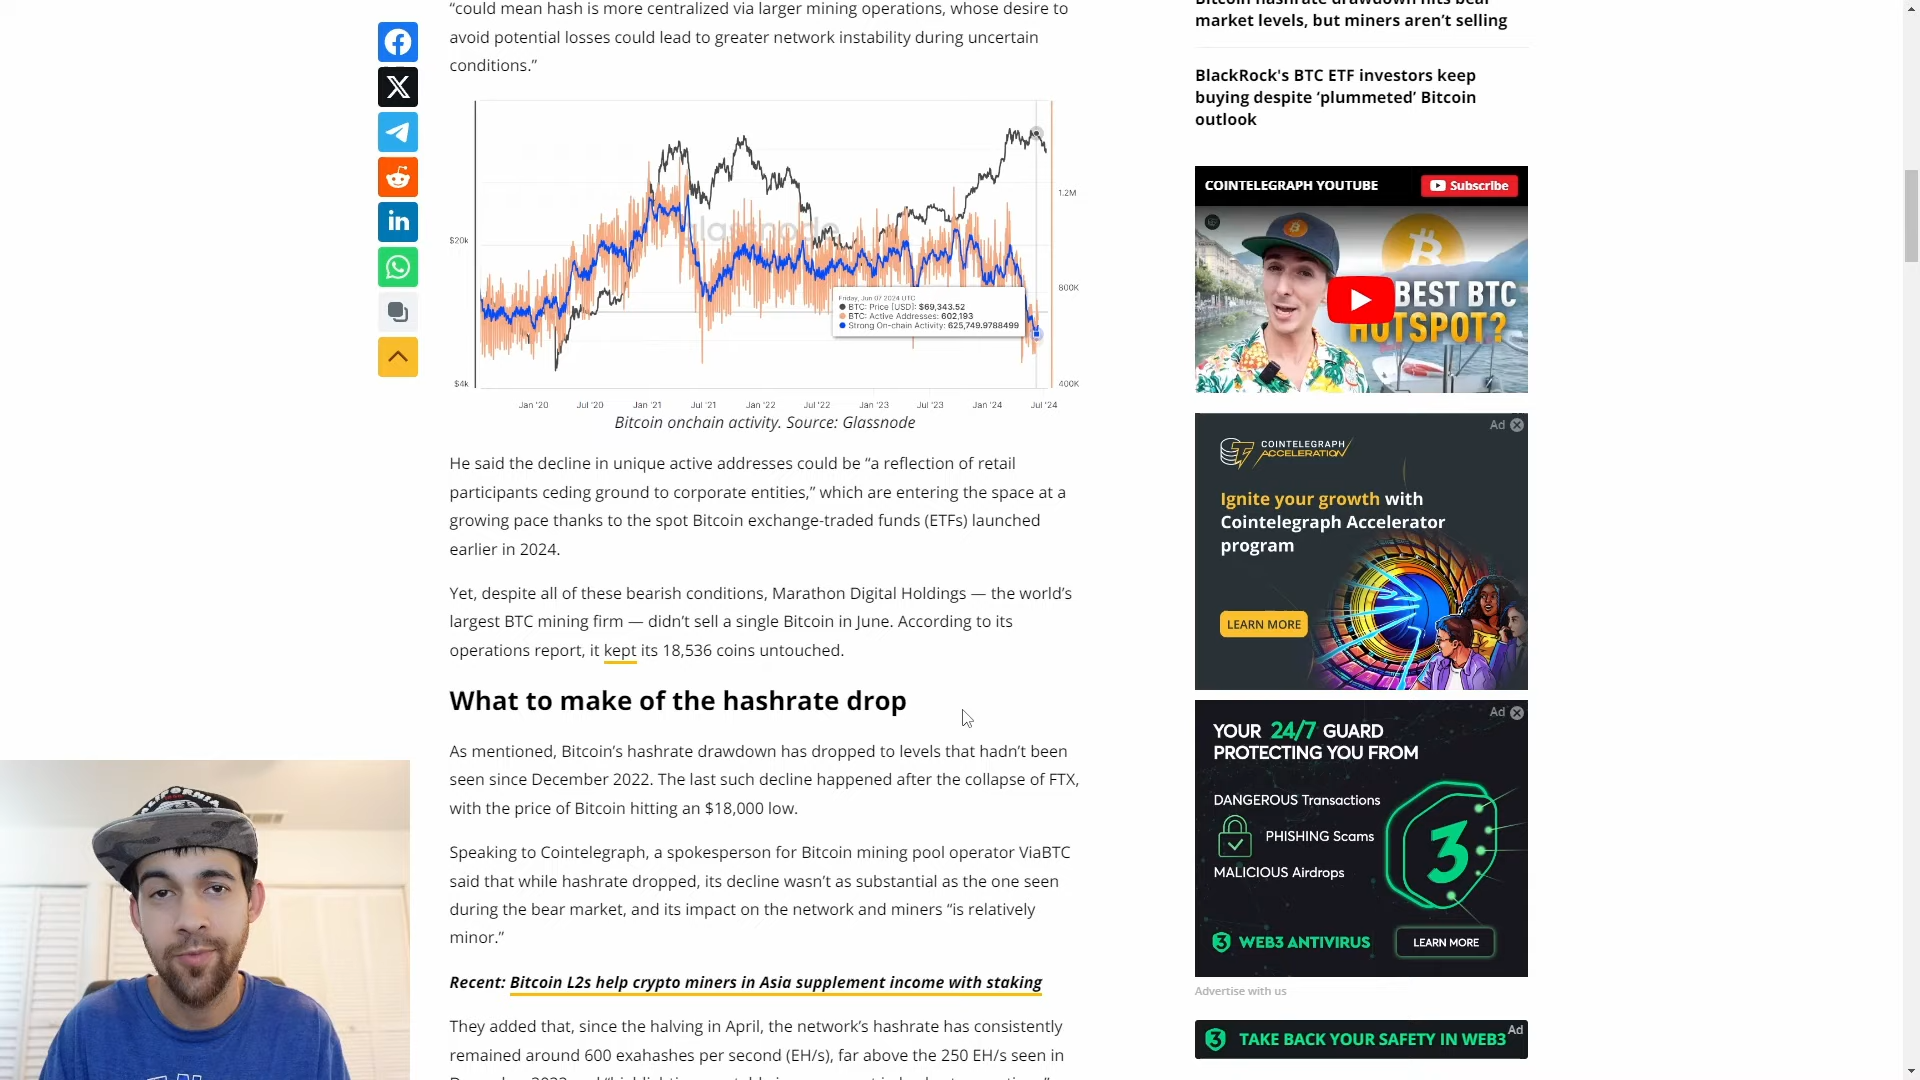 “could mean hash is more centralized via larger mining operations, whose desire to
avoid potential losses could lead to greater network instability during uncertain
conditions.”
glassnode
$20k
$4k
1.2M
800K
400K
Friday, Jun 07 2024 UTC
BTC: Price [USD]: $69,343.52
BTC: Active Addresses: 602,193
Strong On-chain Activity: 625,749.9788499
Jan '20
Jul '20
Jan '21
Jul '21
Jan '22
Jul '22
Jan '23
Jul '23
Jan '24
Jul '24
Bitcoin onchain activity. Source: Glassnode
He said the decline in unique active addresses could be “a reflection of retail
participants ceding ground to corporate entities,” which are entering the space at a
growing pace thanks to the spot Bitcoin exchange-traded funds (ETFs) launched
earlier in 2024.
Yet, despite all of these bearish conditions, Marathon Digital Holdings — the world’s
largest BTC mining firm — didn’t sell a single Bitcoin in June. According to its
operations report, it kept its 18,536 coins untouched.
What to make of the hashrate drop
As mentioned, Bitcoin’s hashrate drawdown has dropped to levels that hadn’t been
seen since December 2022. The last such decline happened after the collapse of FTX,
with the price of Bitcoin hitting an $18,000 low.
Speaking to Cointelegraph, a spokesperson for Bitcoin mining pool operator ViaBTC
said that while hashrate dropped, its decline wasn’t as substantial as the one seen
during the bear market, and its impact on the network and miners “is relatively
minor.”
Recent: Bitcoin L2s help crypto miners in Asia supplement income with staking
They added that, since the halving in April, the network’s hashrate has consistently
remained around 600 exahashes per second (EH/s), far above the 250 EH/s seen in
market levels, but miners aren’t selling
BlackRock's BTC ETF investors keep
buying despite ‘plummeted’ Bitcoin
outlook
COINTELEGRAPH YOUTUBE
Subscribe
BEST BTC
HOTSPOT?
Ad
COINTELEGRAPH
ACCELERATION
Ignite your growth with
Cointelegraph Accelerator
program
LEARN MORE
Ad
YOUR 24/7 GUARD
PROTECTING YOU FROM
DANGEROUS Transactions
PHISHING Scams
MALICIOUS Airdrops
3
3 WEB3 ANTIVIRUS
LEARN MORE
Advertise with us
3 TAKE BACK YOUR SAFETY IN WEB3
Ad
CALIFORNIA